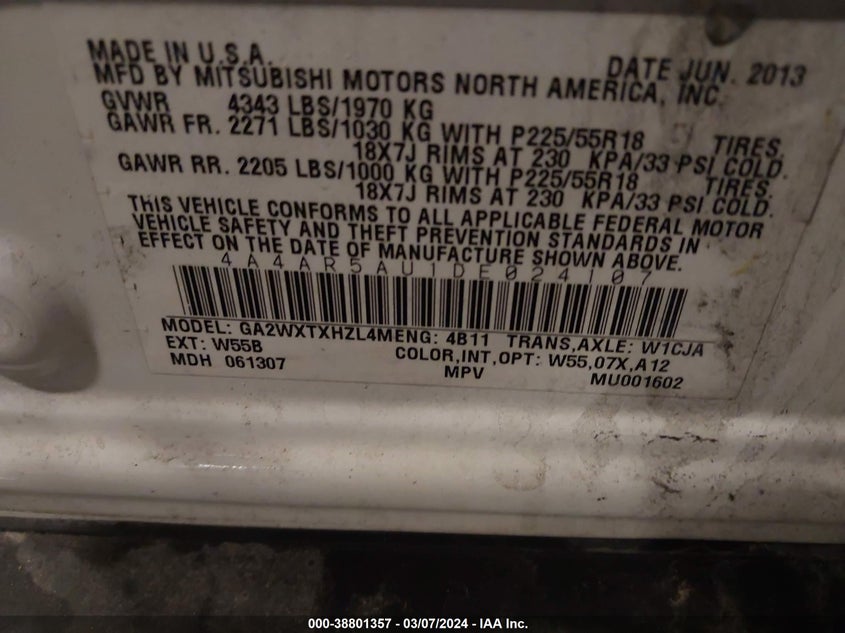 MADE IN U.S.A. DATE JUN. 2013
MFD BY MITSUBISHI MOTORS NORTH AMERICA, INC.
GVWR 4343 LBS/1970 KG
GAWR FR. 2271 LBS/1030 KG WITH P225/55R18 TIRES,
18X7J RIMS AT 230 KPA/33 PSI COLD.
GAWR RR. 2205 LBS/1000 KG WITH P225/55R18 TIRES,
18X7J RIMS AT 230 KPA/33 PSI COLD.
THIS VEHICLE CONFORMS TO ALL APPLICABLE FEDERAL MOTOR
VEHICLE SAFETY AND THEFT PREVENTION STANDARDS IN
EFFECT ON THE DATE OF MANUFACTURE SHOWN ABOVE.
4A4AR5AU1DE024107
MODEL: GA2WXTXHZL4M ENG: 4B11 TRANS,AXLE: W1CJA
EXT: W55B COLOR,INT,OPT: W55,07X,A12
MDH 061307 MPV MU001602
000-38801357 - 03/07/2024 - IAA Inc.